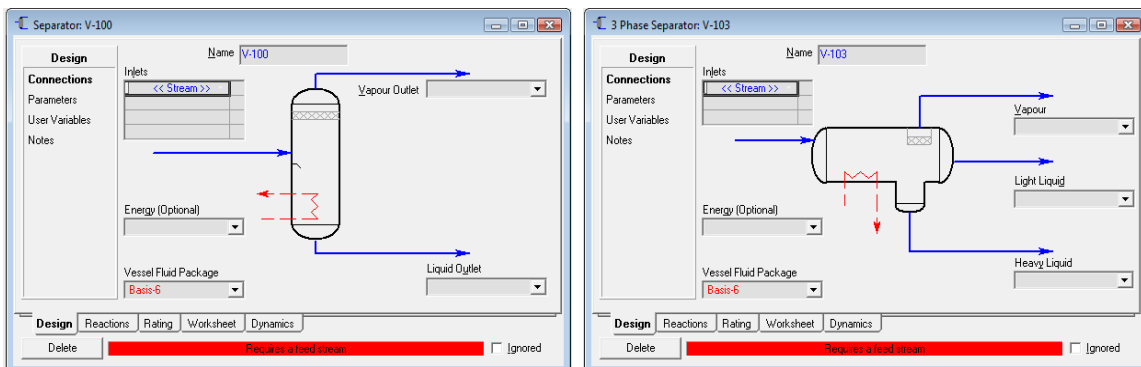 Separator: V-100
Name V-100
Design
Connections
Parameters
User Variables
Notes
Inlets
<< Stream >>
Vapour Outlet
Energy (Optional)
Vessel Fluid Package
Basis-6
Liquid Outlet
Design Reactions Rating Worksheet Dynamics
Delete Requires a feed stream Ignored
3 Phase Separator: V-103
Name V-103
Design
Connections
Parameters
User Variables
Notes
Inlets
<< Stream >>
Vapour
Light Liquid
Energy (Optional)
Vessel Fluid Package
Basis-6
Heavy Liquid
Design Reactions Rating Worksheet Dynamics
Delete Requires a feed stream Ignored